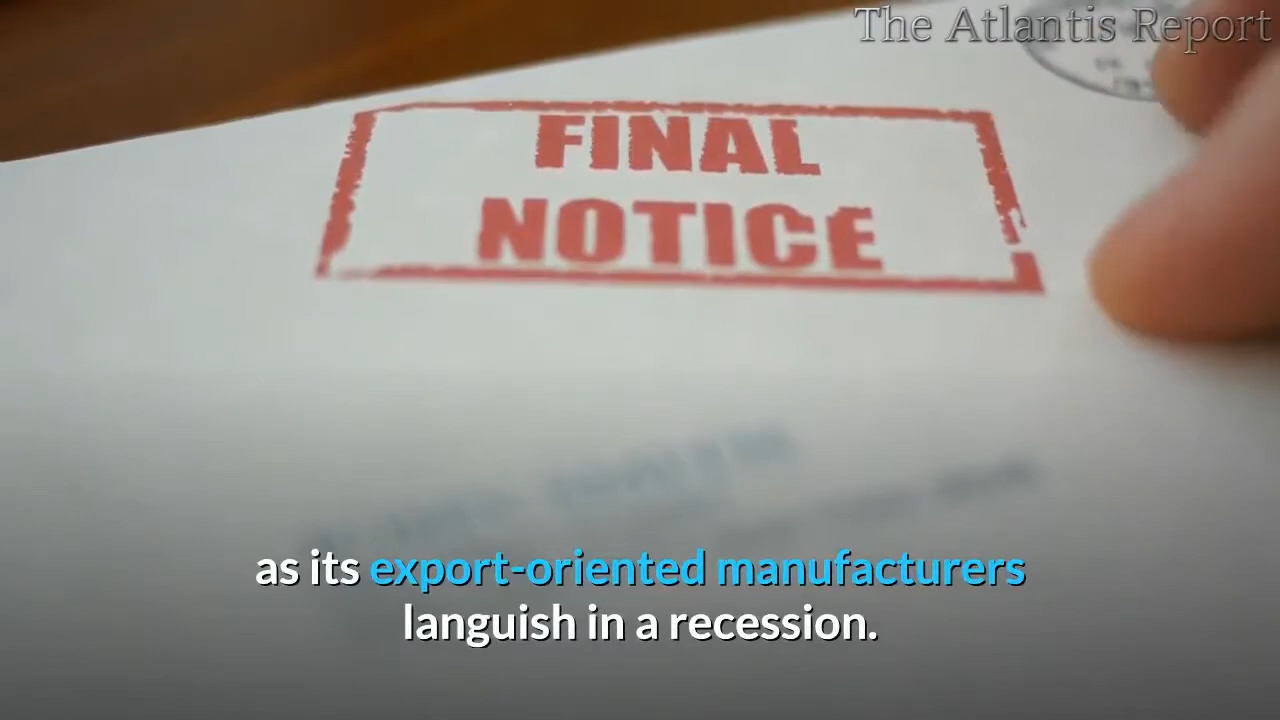 The Atlantis Report
FINAL
NOTICE
as its export-oriented manufacturers
languish in a recession.